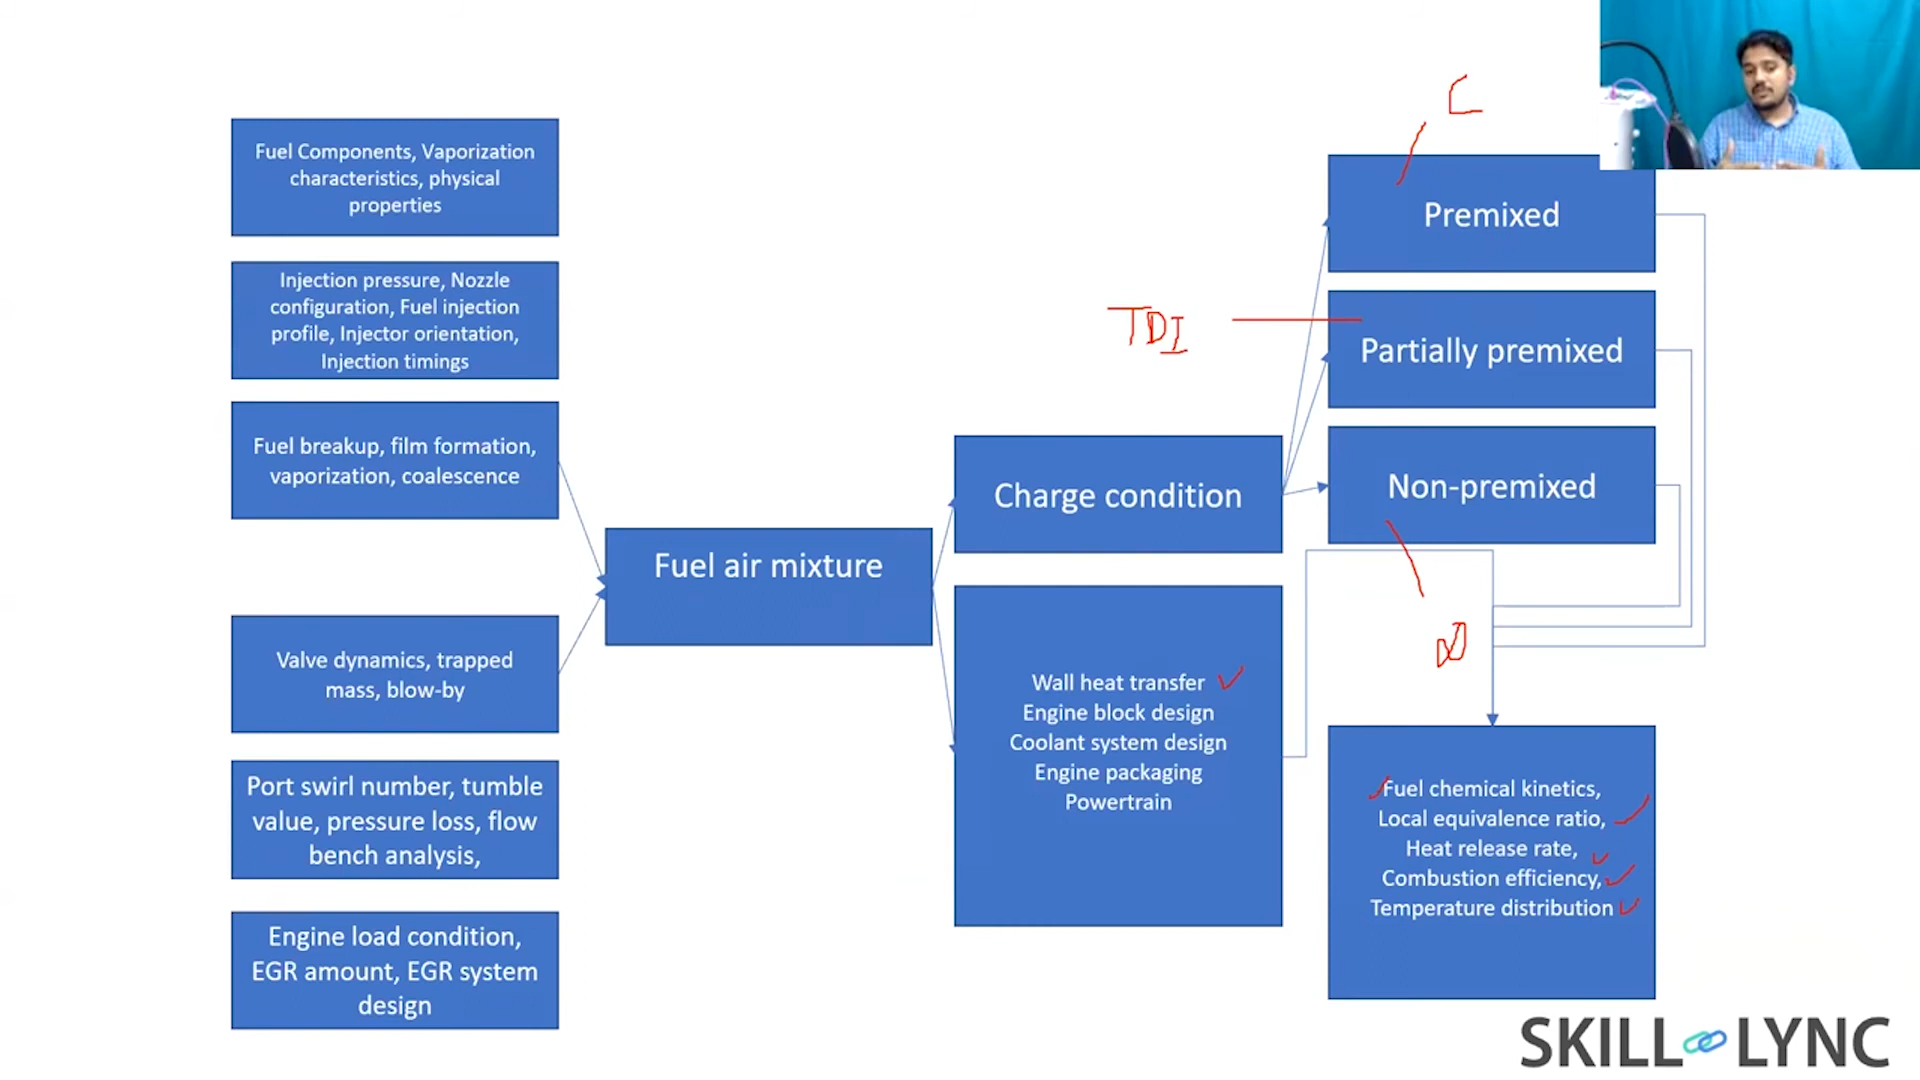 Fuel Components, Vaporization
characteristics, physical
properties
Injection pressure, Nozzle
configuration, Fuel injection
profile, Injector orientation,
Injection timings
Fuel breakup, film formation,
vaporization, coalescence
Valve dynamics, trapped
mass, blow-by
Port swirl number, tumble
value, pressure loss, flow
bench analysis,
Engine load condition,
EGR amount, EGR system
design
Fuel air mixture
Charge condition
Wall heat transfer
Engine block design
Coolant system design
Engine packaging
Powertrain
TDI
Premixed
Partially premixed
Non-premixed
Fuel chemical kinetics,
Local equivalence ratio,
Heat release rate,
Combustion efficiency,
Temperature distribution
SKILL LYNC